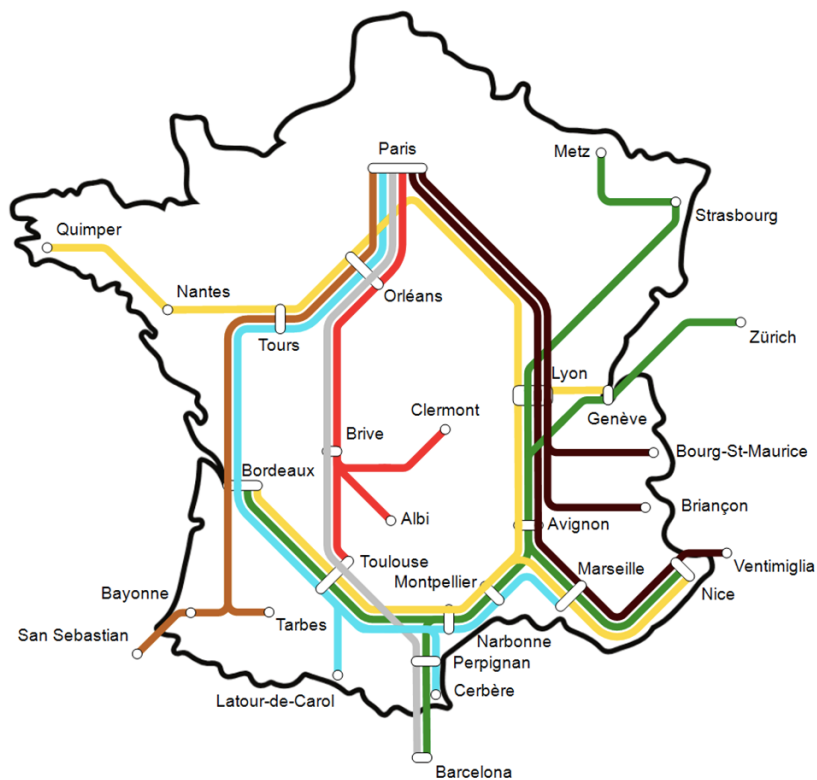 Paris
Metz
Strasbourg
Quimper
Nantes
Orléans
Tours
Zürich
Lyon
Genève
Clermont
Brive
Bourg-St-Maurice
Bordeaux
Briançon
Albi
Avignon
Toulouse
Marseille
Ventimiglia
Montpellier
Nice
Bayonne
Tarbes
San Sebastian
Narbonne
Perpignan
Latour-de-Carol
Cerbère
Barcelona